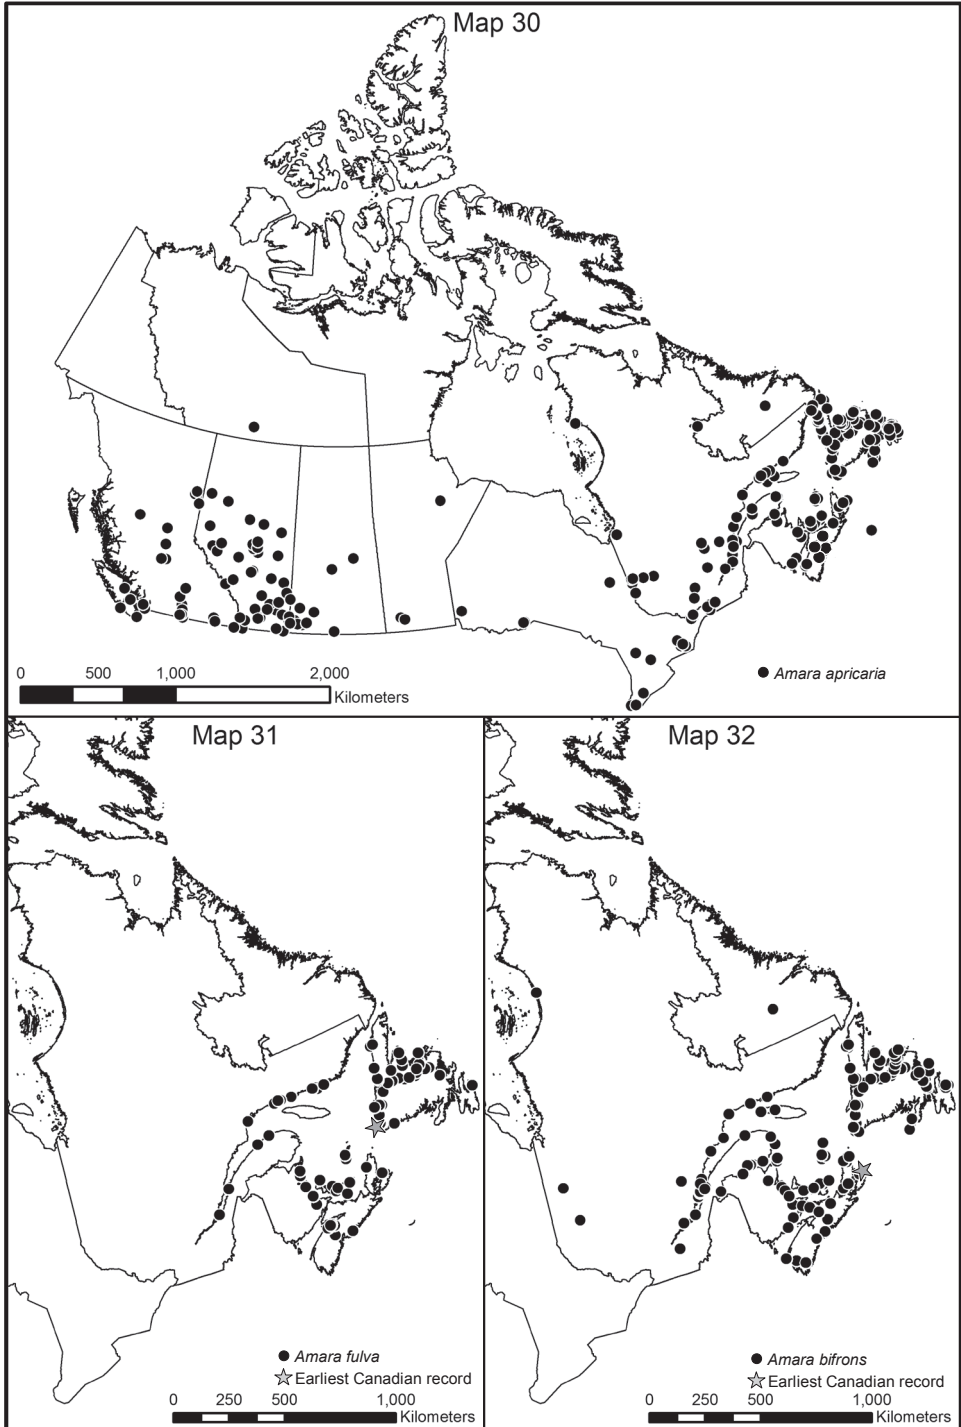 Map 30
0 500 1,000 2,000
Kilometers
Amara apricaria
Map 31
Amara fulva
Earliest Canadian record
0 250 500 1,000
Kilometers
Map 32
Amara bifrons
Earliest Canadian record
0 250 500 1,000
Kilometers